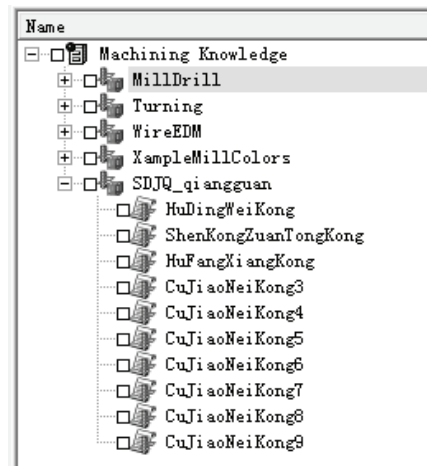 Name
Machining Knowledge
MillDrill
Turning
WireEDM
XampleMillColors
SDJQ_qiangguan
HuDingWeiKong
ShenKongZuanTongKong
HuFangXiangKong
CuJiaoNeiKong3
CuJiaoNeiKong4
CuJiaoNeiKong5
CuJiaoNeiKong6
CuJiaoNeiKong7
CuJiaoNeiKong8
CuJiaoNeiKong9